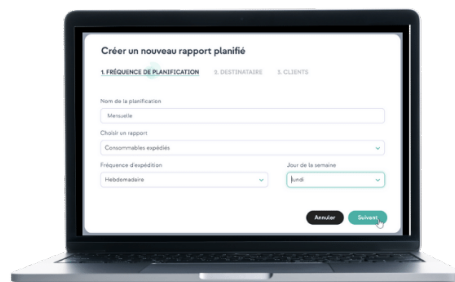 Créer un nouveau rapport planifié
1. FRÉQUENCE DE PLANIFICATION 2. DESTINATAIRE 3. CLIENTS
Nom de la planification
Mensuelle
Choisir un rapport
Consommables expédiés
Fréquence d'expédition Jour de la semaine
Hebdomadaire lundi
Annuler Suivant